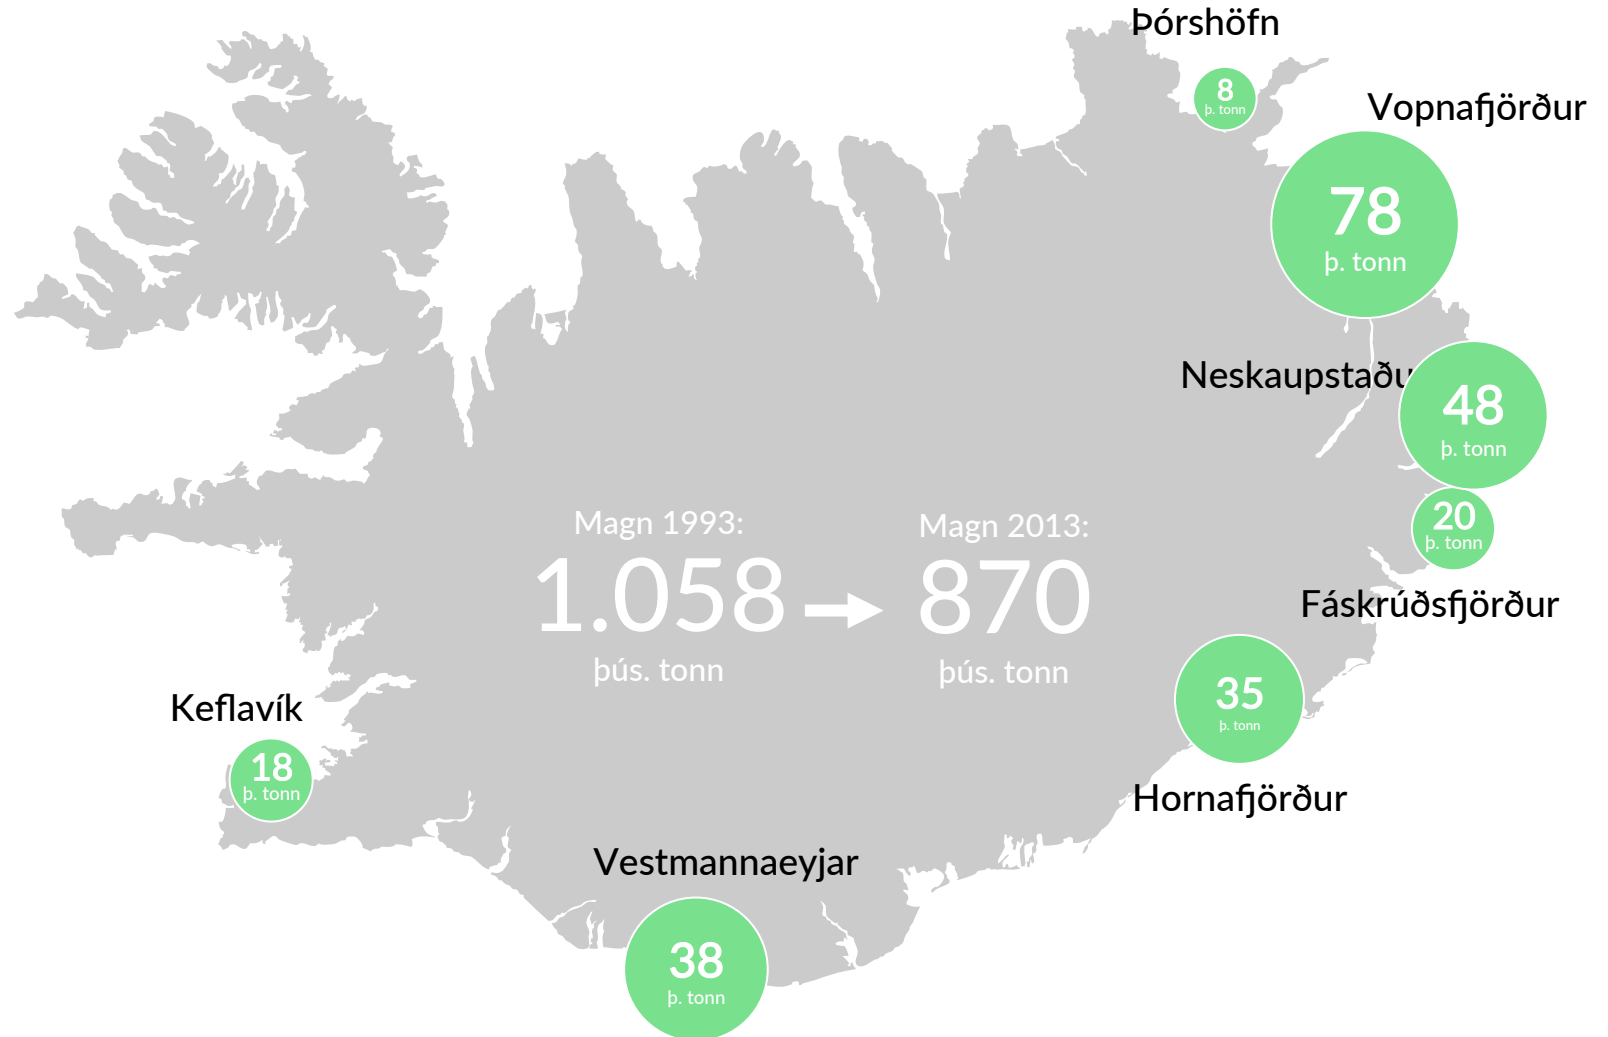 Þórshöfn
8
þ. tonn
Vopnafjörður
78
þ. tonn
Neskaupstaðu
48
þ. tonn
20
þ. tonn
Fáskrúðsfjörður
Magn 1993:
1.058
þús. tonn
Magn 2013:
870
þús. tonn
35
þ. tonn
Hornafjörður
Keflavík
18
þ. tonn
Vestmannaeyjar
38
þ. tonn